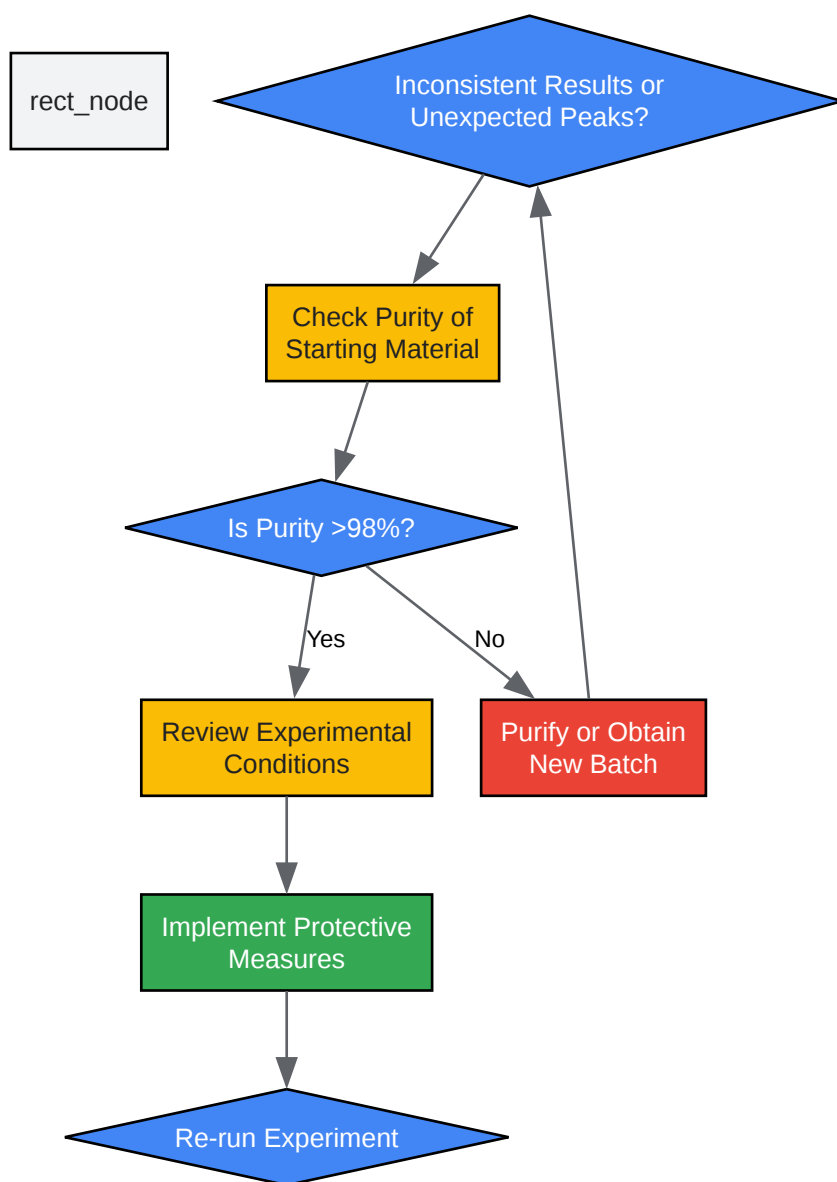 rect_node
Inconsistent Results or
Unexpected Peaks?
Check Purity of
Starting Material
Is Purity >98%?
Yes
No
Review Experimental
Conditions
Purify or Obtain
New Batch
Implement Protective
Measures
Re-run Experiment